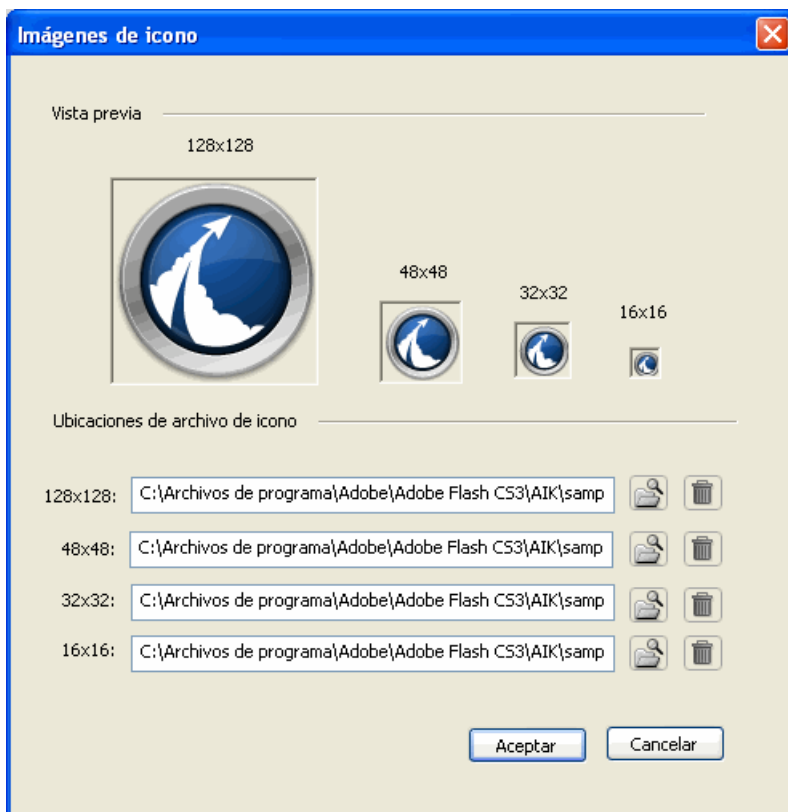 Imágenes de icono
Vista previa
128x128
48x48
32x32
16x16
Ubicaciones de archivo de icono
128x128: C:\Archivos de programa\Adobe\Adobe Flash CS3\AIK\samp
48x48: C:\Archivos de programa\Adobe\Adobe Flash CS3\AIK\samp
32x32: C:\Archivos de programa\Adobe\Adobe Flash CS3\AIK\samp
16x16: C:\Archivos de programa\Adobe\Adobe Flash CS3\AIK\samp
Aceptar Cancelar